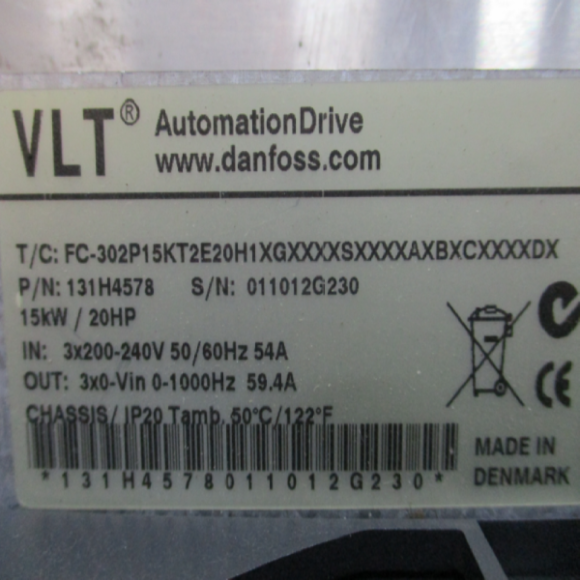 VLT® AutomationDrive
www.danfoss.com
T/C: FC-302P15KT2E20H1XGXXXXSXXXXAXBXCXXXXDX
P/N: 131H4578 S/N: 011012G230
15kW / 20HP
IN: 3x200-240V 50/60Hz 54A
OUT: 3x0-Vin 0-1000Hz 59.4A
CHASSIS/ IP20 Tamb. 50°C/122°F
*131H4578011012G230*
MADE IN
DENMARK
CE